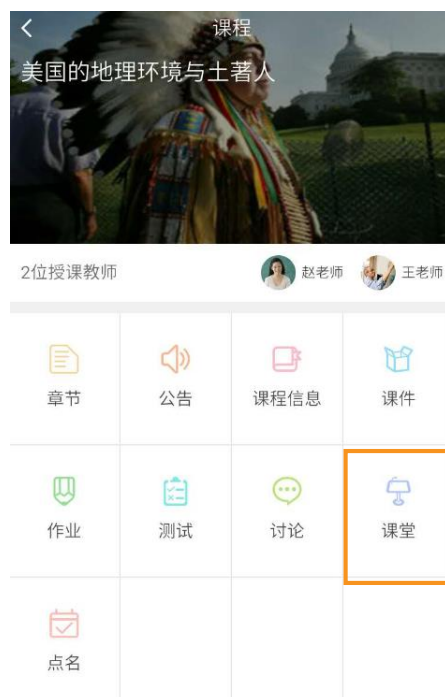 课程
美国的地理环境与土著人
2位授课教师 赵老师 王老师
章节 公告 课程信息 课件
作业 测试 讨论 课堂
点名